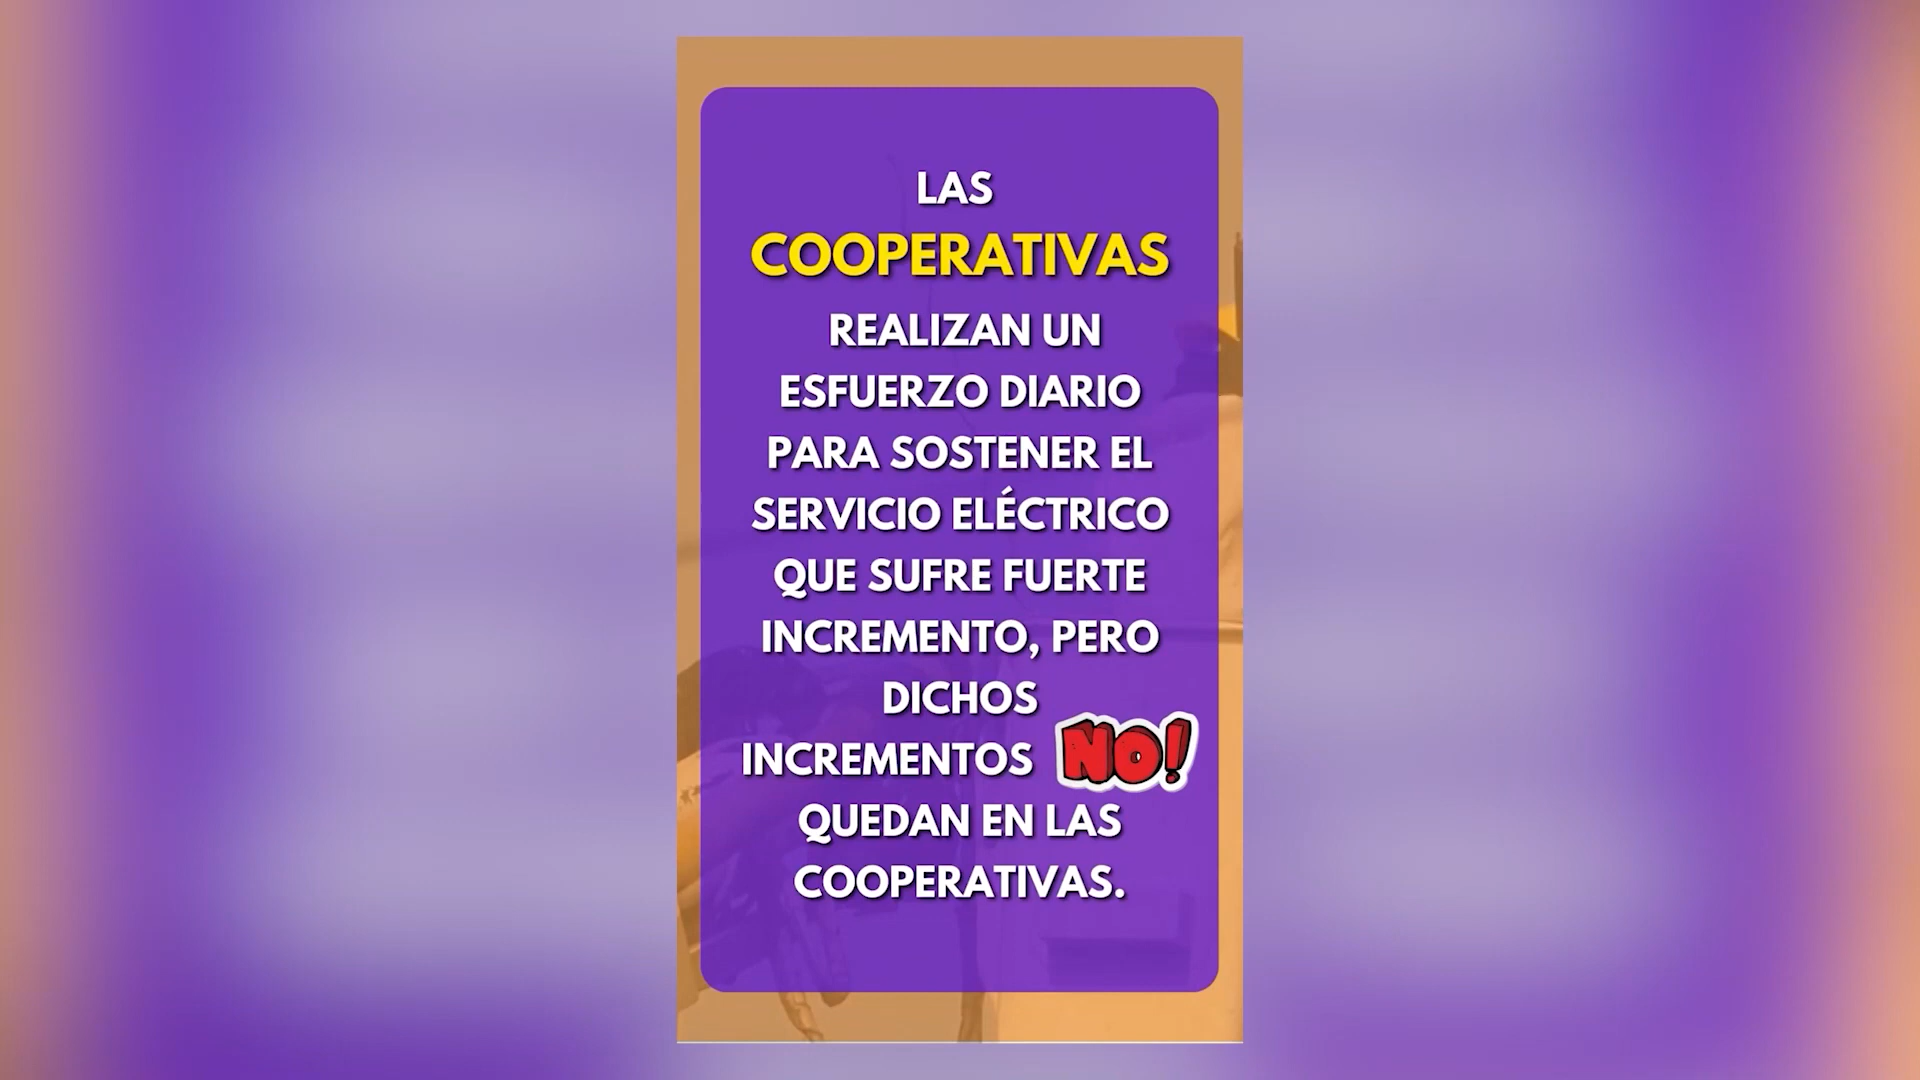 LAS
COOPERATIVAS
REALIZAN UN
ESFUERZO DIARIO
PARA SOSTENER EL
SERVICIO ELÉCTRICO
QUE SUFRE FUERTE
INCREMENTO, PERO
DICHOS
INCREMENTOS NO!
QUEDAN EN LAS
COOPERATIVAS.